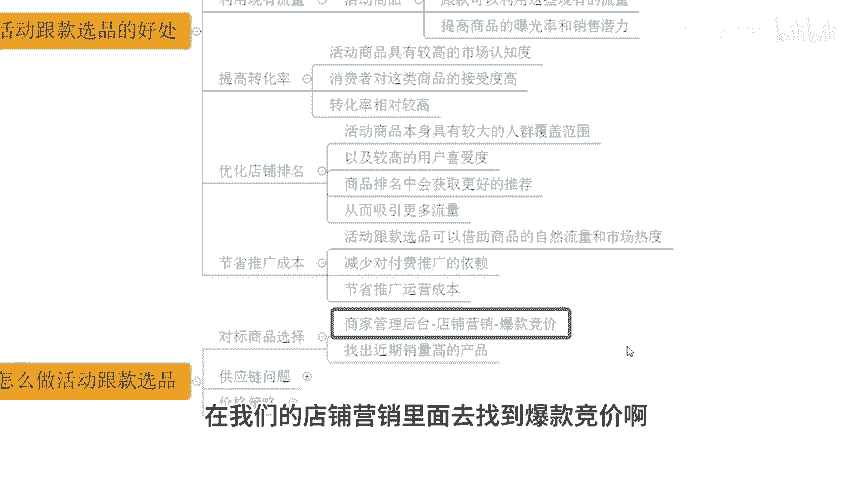 利用现有流量
活动商品
跟款可以利用这些现有的流量
活动跟款选品的好处
提高商品的曝光率和销售潜力
活动商品具有较高的市场认知度
提高转化率
消费者对这类商品的接受度高
转化率相对较高
活动商品本身具有较大的人群覆盖范围
以及较高的用户喜爱度
优化店铺排名
商品排名中会获取更好的推荐
从而吸引更多流量
活动跟款选品可以借助商品的自然流量和市场热度
节省推广成本
减少对付费推广的依赖
节省推广运营成本
商家管理后台-店铺营销-爆款竞价
对标商品选择
找出近期销量高的产品
怎么做活动跟款选品
供应链问题
价格策略
在我们的店铺营销里面去找到爆款竞价啊